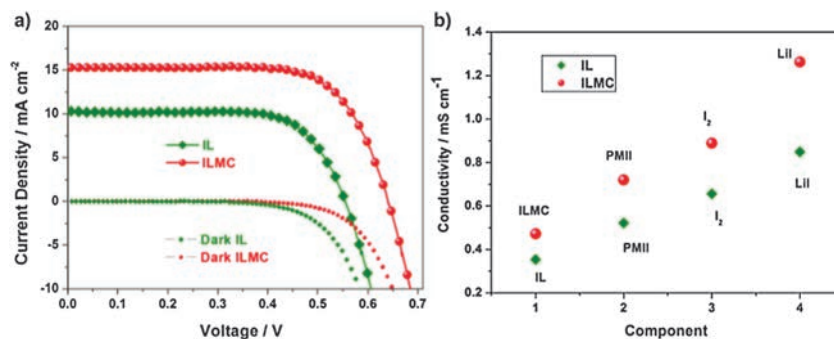 a)
20
15
10
5
0
-5
-10
Current Density / mA cm-2
IL
ILMC
Dark IL
Dark ILMC
0.0 0.1 0.2 0.3 0.4 0.5 0.6 0.7
Voltage / V
b)
1.4
1.2
1.0
0.8
0.6
0.4
0.2
Conductivity / mS cm-1
IL
ILMC
LiI
I2
PMII
ILMC
LiI
I2
PMII
IL
1 2 3 4
Component